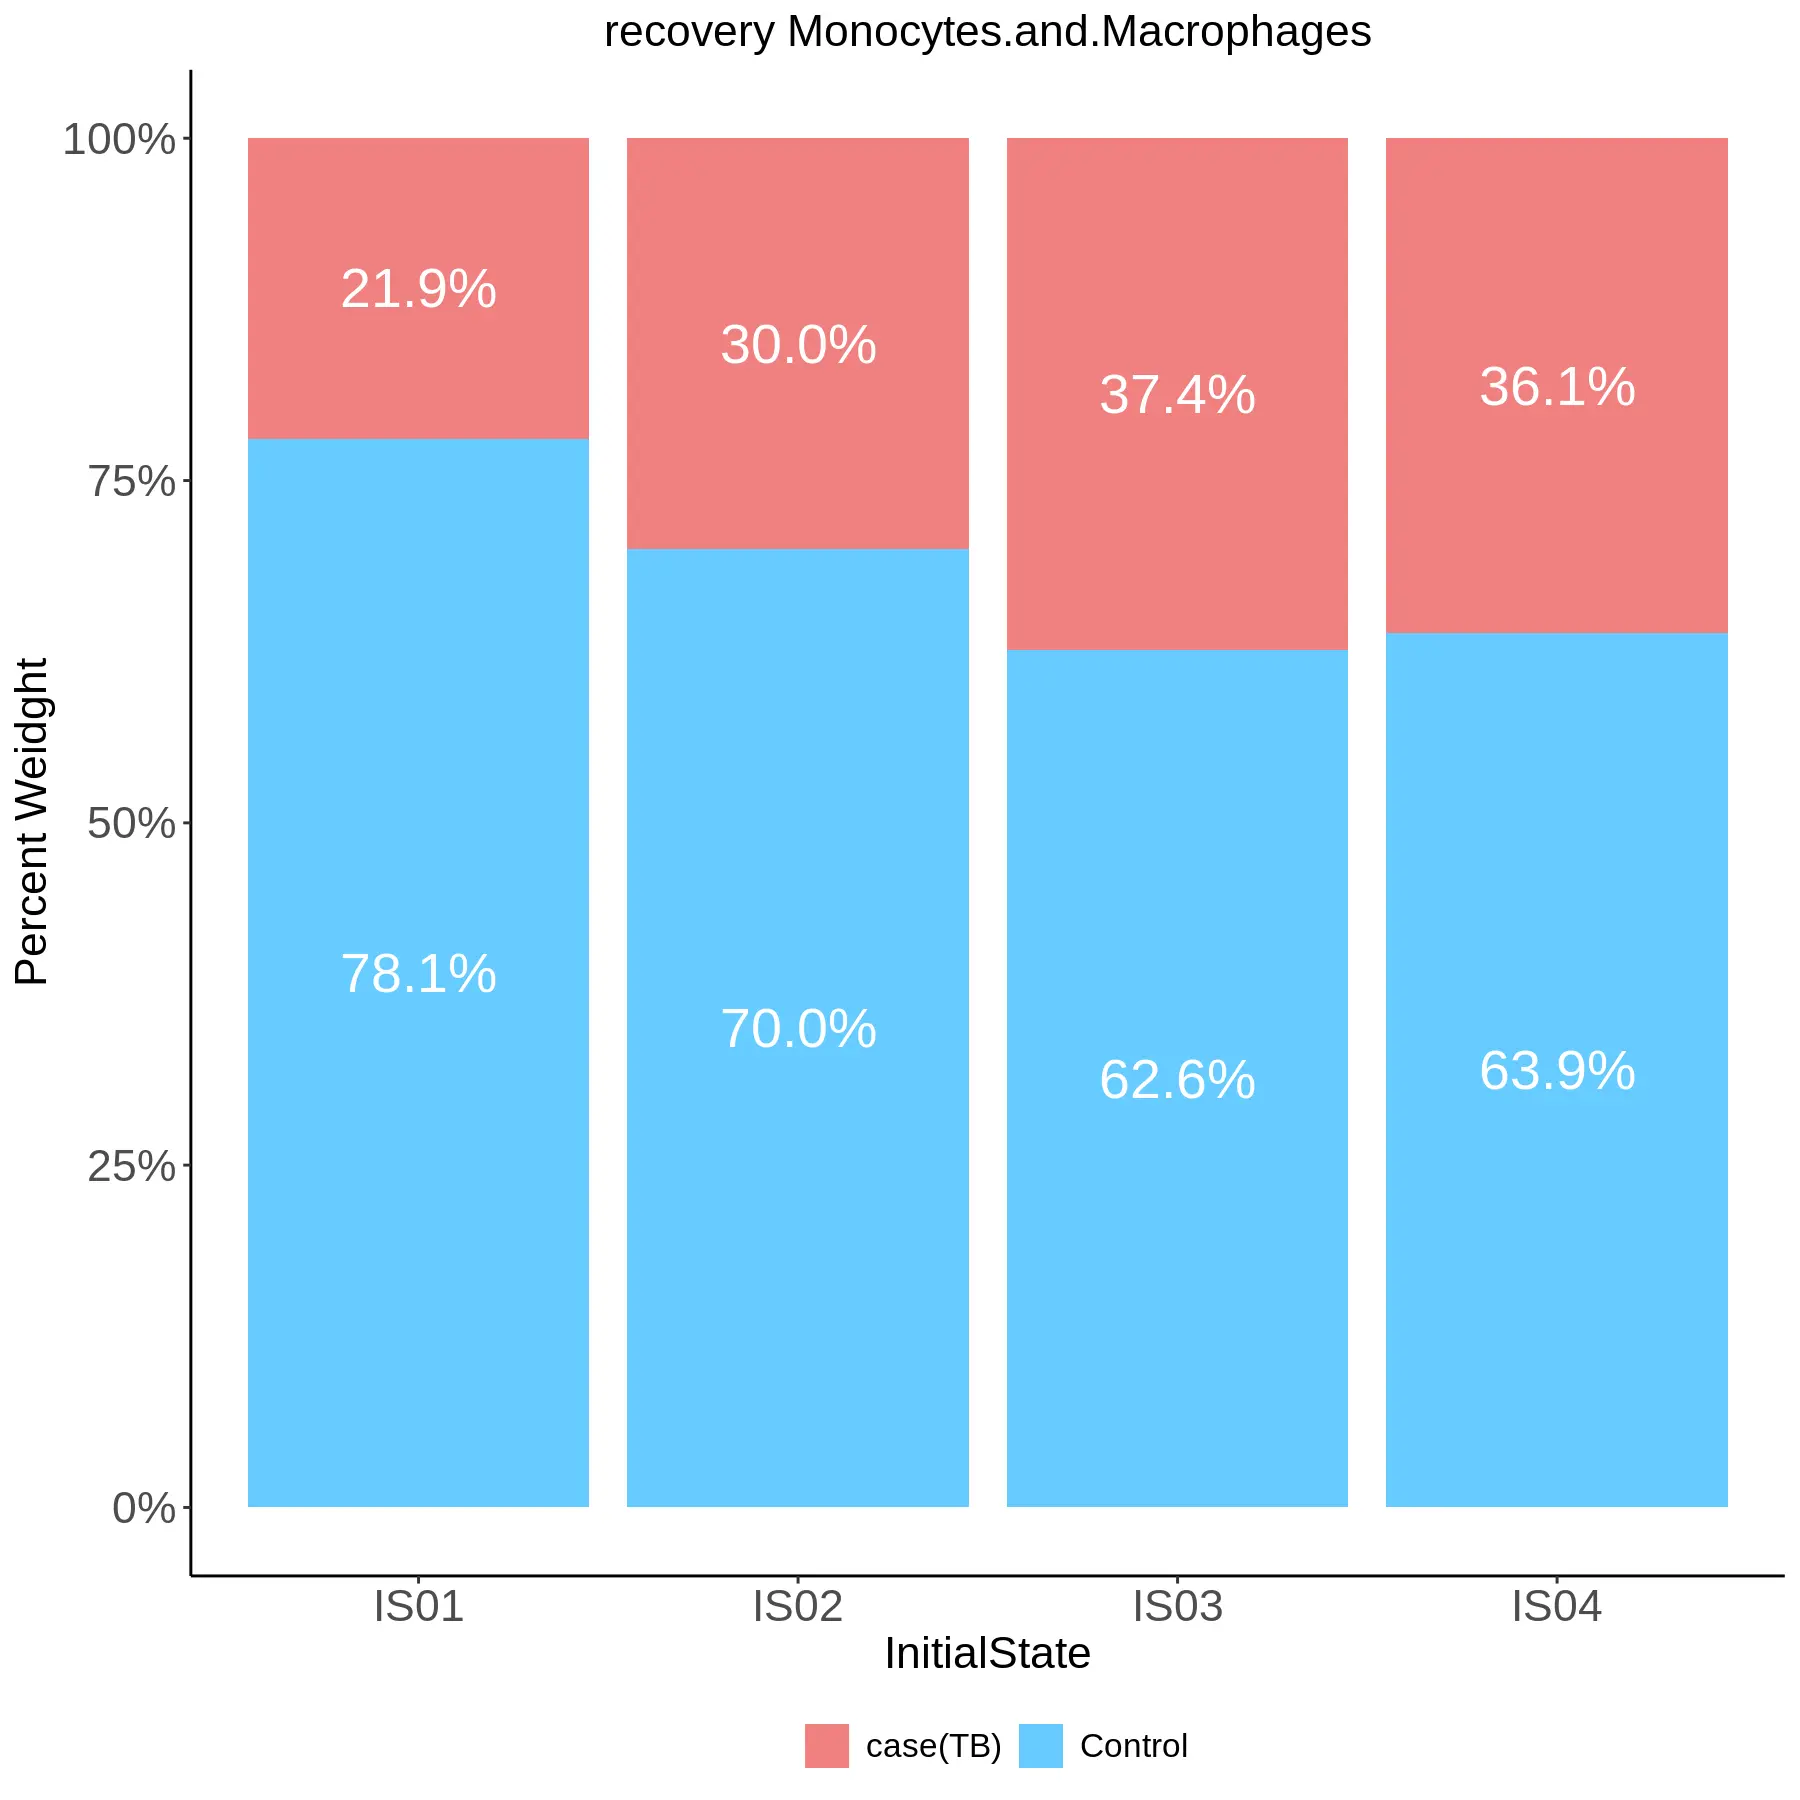 recovery Monocytes.and.Macrophages
Percent Weidght
100%
75%
50%
25%
0%
21.9%
30.0%
37.4%
36.1%
78.1%
70.0%
62.6%
63.9%
IS01 IS02 IS03 IS04
InitialState
case(TB) Control